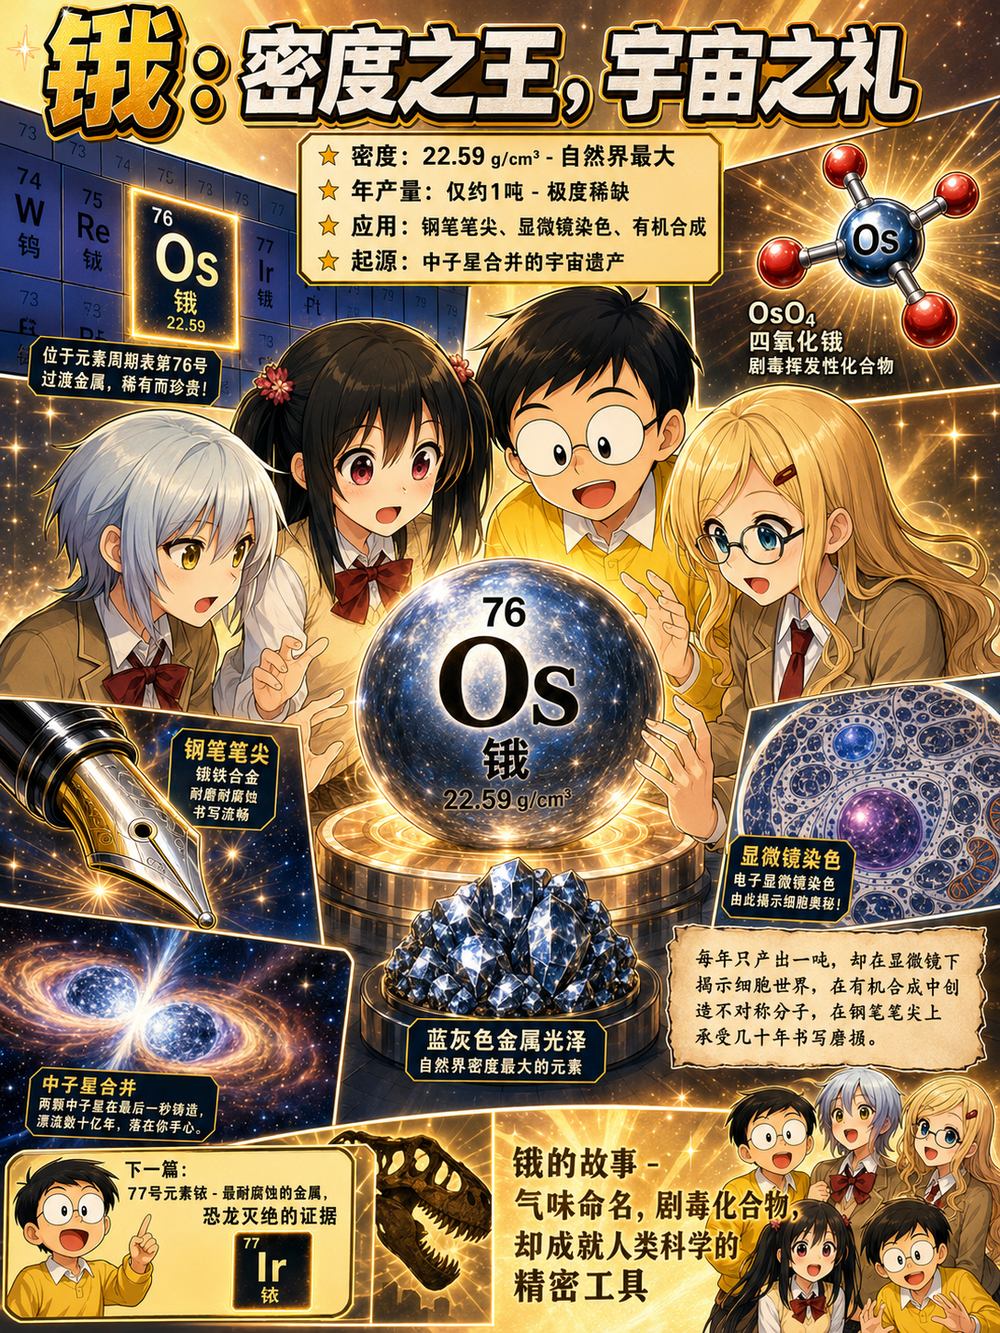 锇：密度之王，宇宙之礼
★ 密度：22.59 g/cm³ - 自然界最大
★ 年产量：仅约1吨 - 极度稀缺
★ 应用：钢笔笔尖、显微镜染色、有机合成
★ 起源：中子星合并的宇宙遗产
73
73
74
75
73
73
77
74
W
钨
75
Re
铼
76
Os
锇
22.59
77
Ir
锇
Pt
73
73
位于元素周期表第76号
过渡金属，稀有而珍贵！
Os
OsO₄
四氧化锇
剧毒挥发性化合物
76
Os
锇
22.59 g/cm³
钢笔笔尖
锇铱合金
耐磨耐腐蚀
书写流畅
显微镜染色
电子显微镜染色
由此揭示细胞奥秘！
每年只产出一吨，却在显微镜下
揭示细胞世界，在有机合成中创
造不对称分子，在钢笔笔尖上
承受几十年书写磨损。
蓝灰色金属光泽
自然界密度最大的元素
中子星合并
两颗中子星在最后一秒铸造，
漂流数十亿年，落在你手心。
下一篇：
77号元素铱 - 最耐腐蚀的金属，
恐龙灭绝的证据
77
Ir
铱
锇的故事 -
气味命名，剧毒化合物，
却成就人类科学的
精密工具